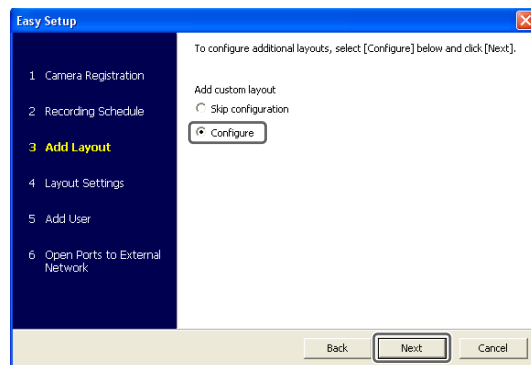 Easy Setup
To configure additional layouts, select [Configure] below and click [Next].
1 Camera Registration
2 Recording Schedule
3 Add Layout
4 Layout Settings
5 Add User
6 Open Ports to External
Network
Add custom layout
Skip configuration
Configure
Back
Next
Cancel